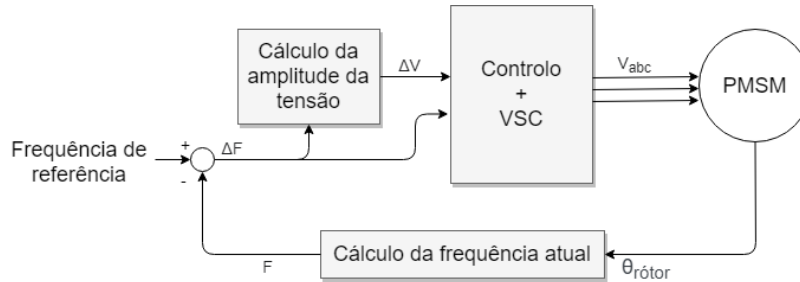 Cálculo da
amplitude da
tensão
ΔV
Controlo
+
VSC
V_abc
PMSM
Frequência de
referência
+
-
ΔF
F
Cálculo da frequência atual
θ_rótor